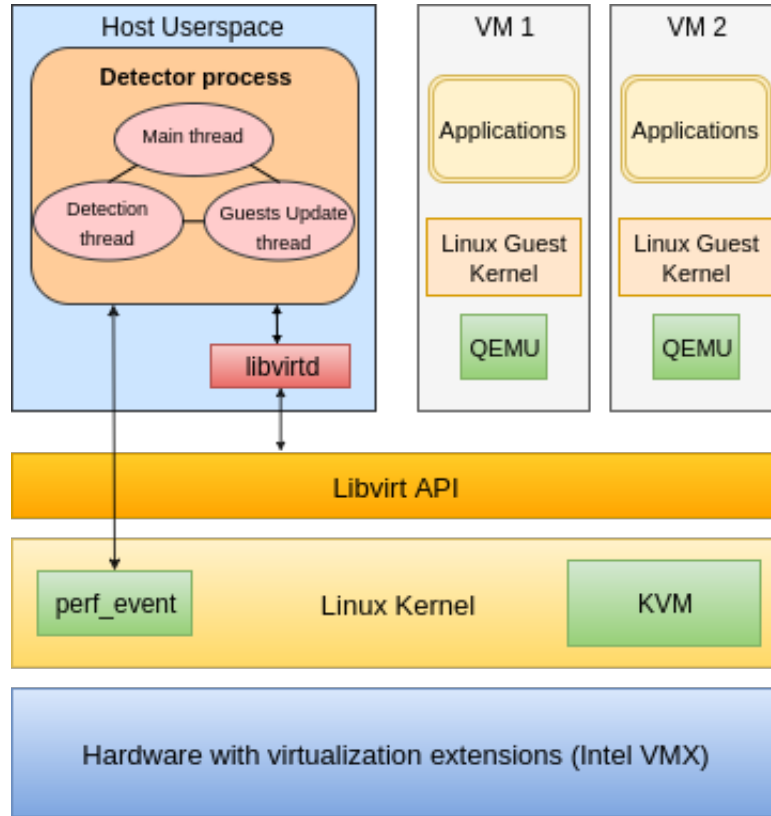 Host Userspace
Detector process
Main thread
Detection
thread
Guests Update
thread
libvirtd
VM 1
Applications
Linux Guest
Kernel
QEMU
VM 2
Applications
Linux Guest
Kernel
QEMU
Libvirt API
perf_event
Linux Kernel
KVM
Hardware with virtualization extensions (Intel VMX)